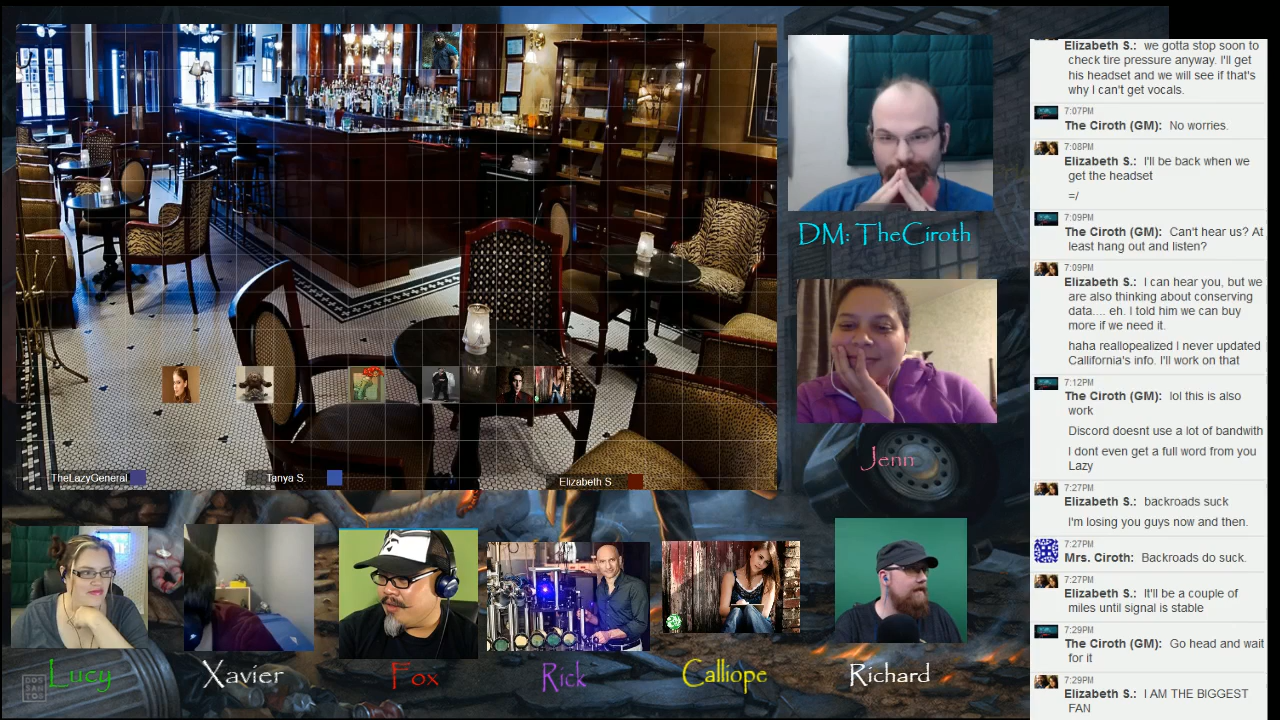 TheLazyGeneral
Tanya S.
Elizabeth S
DM: TheCiroth
Jenn
Lucy
Xavier
Fox
Rick
Calliope
Richard
DOS
SAN
TOS
Elizabeth S.: we gotta stop soon to
check tire pressure anyway. I'll get
his headset and we will see if that's
why I can't get vocals.
7:07PM
The Ciroth (GM): No worries.
7:08PM
Elizabeth S.: I'll be back when we
get the headset
=/
7:09PM
The Ciroth (GM): Can't hear us? At
least hang out and listen?
7:09PM
Elizabeth S.: I can hear you, but we
are also thinking about conserving
data.... eh. I told him we can buy
more if we need it.
haha reallopealized I never updated
Callifornia's info. I'll work on that
7:12PM
The Ciroth (GM): lol this is also
work
Discord doesnt use a lot of bandwith
I dont even get a full word from you
Lazy
7:27PM
Elizabeth S.: backroads suck
I'm losing you guys now and then.
7:27PM
Mrs. Ciroth: Backroads do suck.
7:27PM
Elizabeth S.: It'll be a couple of
miles until signal is stable
7:29PM
The Ciroth (GM): Go head and wait
for it
7:29PM
Elizabeth S.: I AM THE BIGGEST
FAN